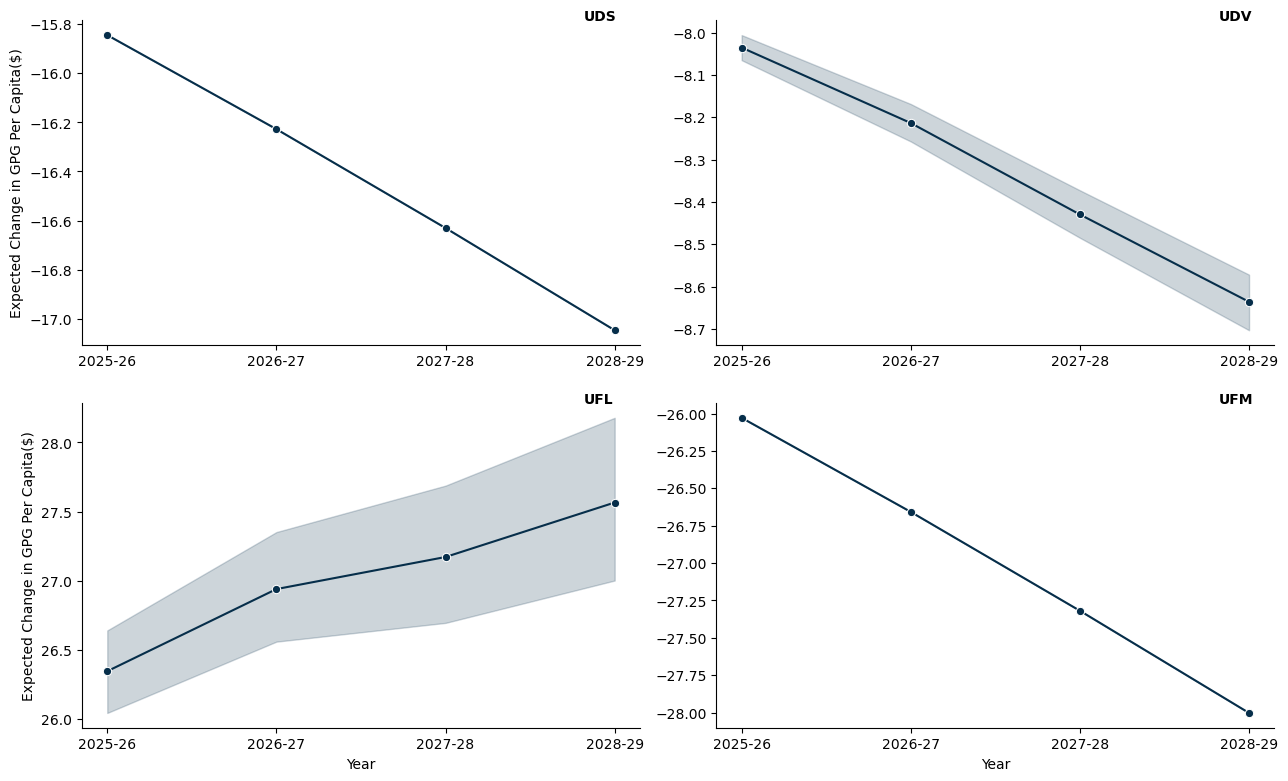 UDS
Expected Change in GPG Per Capita($)
−15.8
−16.0
−16.2
−16.4
−16.6
−16.8
−17.0
2025-26 2026-27 2027-28 2028-29
UDV
−8.0
−8.1
−8.2
−8.3
−8.4
−8.5
−8.6
−8.7
2025-26 2026-27 2027-28 2028-29
UFL
Expected Change in GPG Per Capita($)
28.0
27.5
27.0
26.5
26.0
2025-26 2026-27 2027-28 2028-29
Year
UFM
−26.00
−26.25
−26.50
−26.75
−27.00
−27.25
−27.50
−27.75
−28.00
2025-26 2026-27 2027-28 2028-29
Year